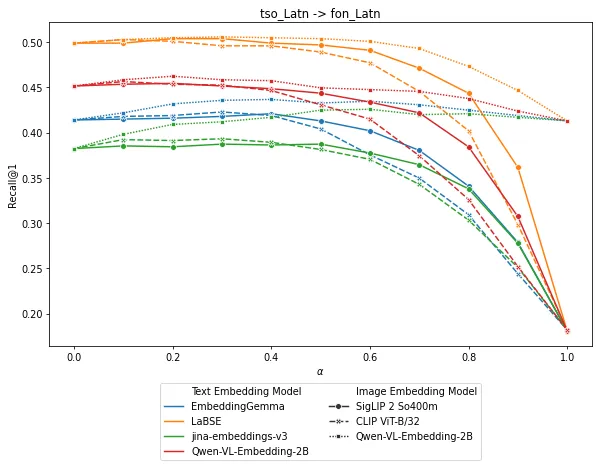 tso_Latn -> fon_Latn
0.50
0.45
0.40
0.35
0.30
0.25
0.20
Recall@1
0.0 0.2 0.4 0.6 0.8 1.0
α
Text Embedding Model
EmbeddingGemma
LaBSE
jina-embeddings-v3
Qwen-VL-Embedding-2B
Image Embedding Model
SigLIP 2 So400m
CLIP ViT-B/32
Qwen-VL-Embedding-2B